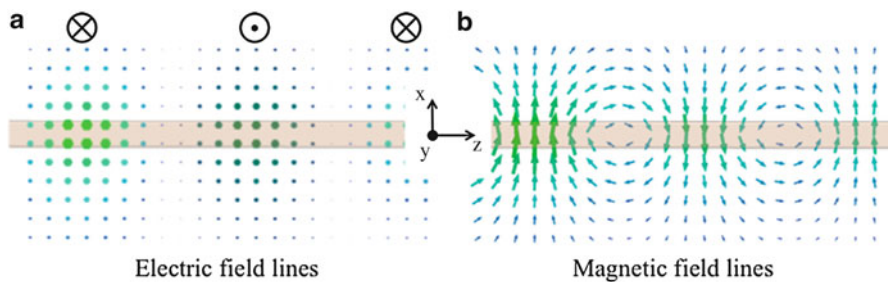 a
b
x
y
z
Electric field lines
Magnetic field lines